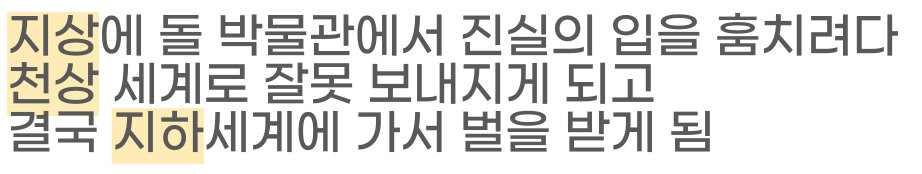 지상에 돌 박물관에서 진실의 입을 훔치려다
천상 세계로 잘못 보내지게 되고
결국 지하세계에 가서 벌을 받게 됨